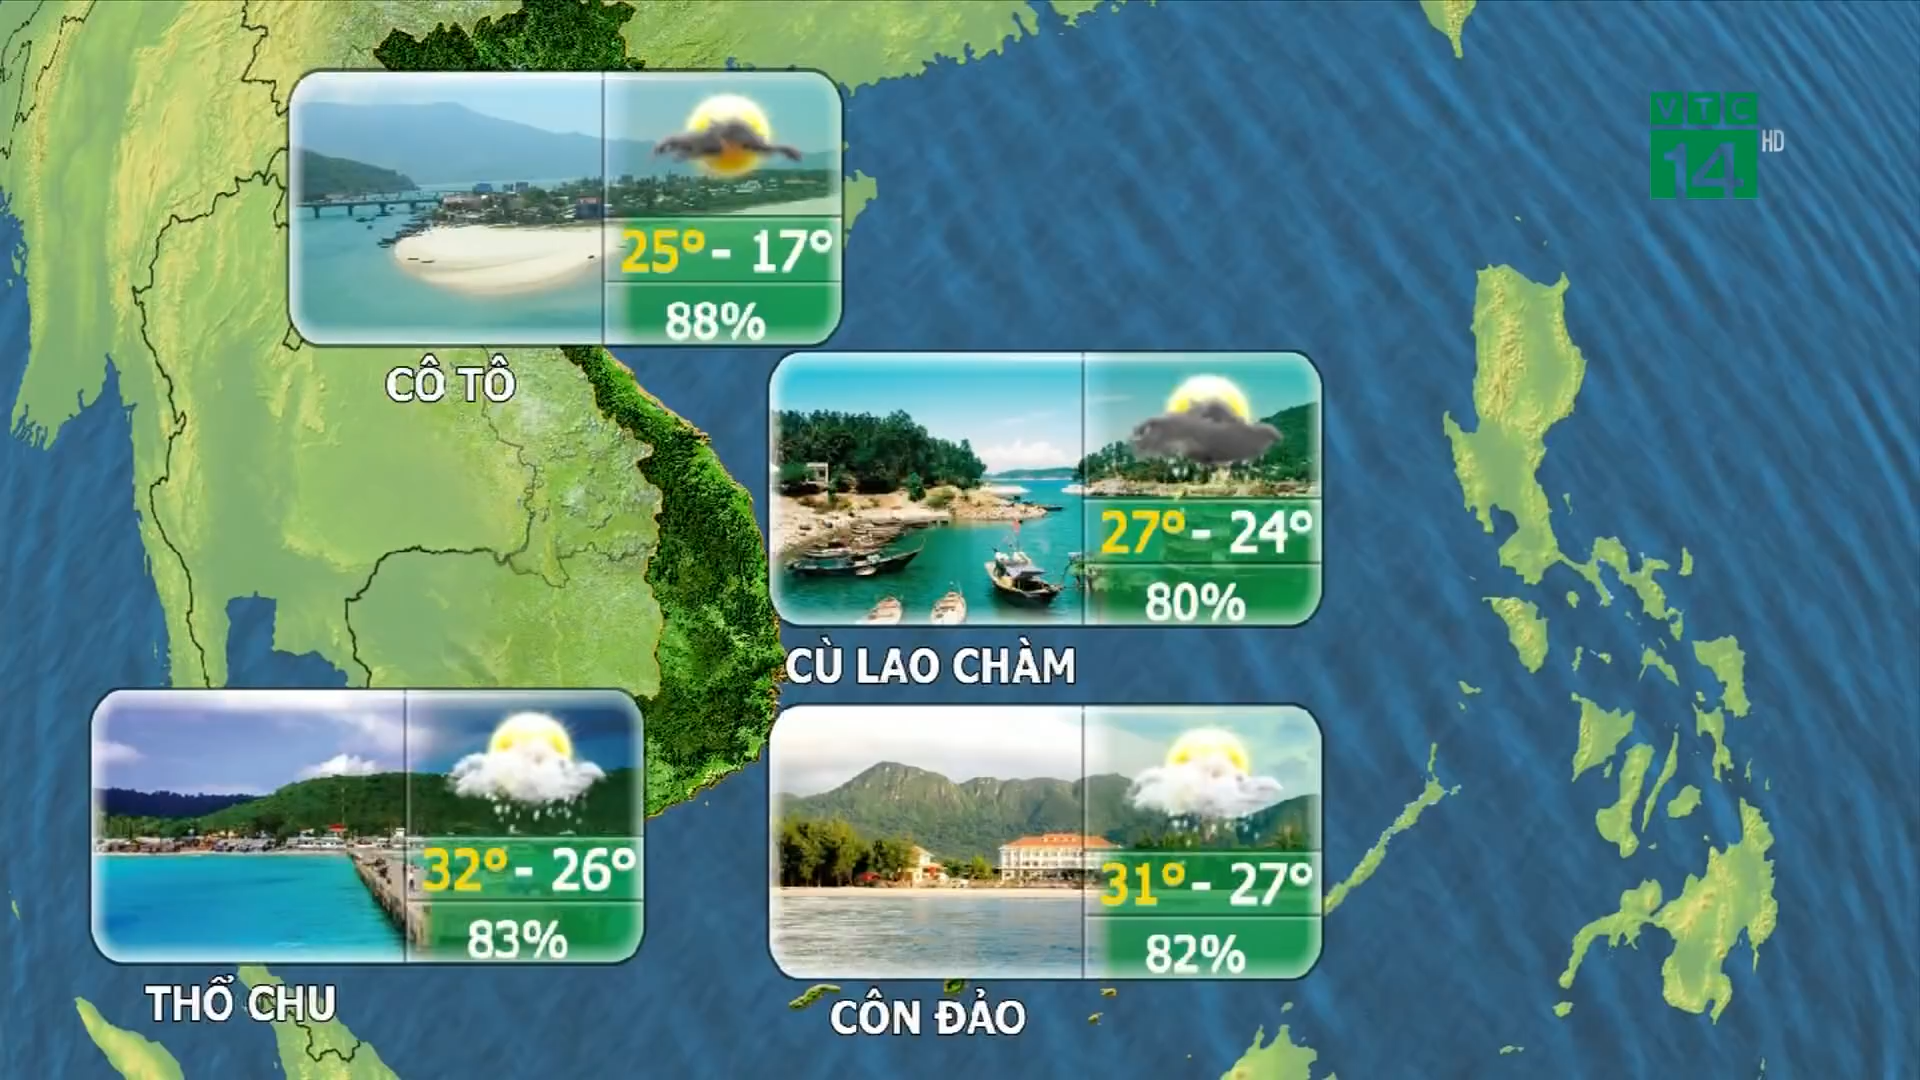 VTC
14
HD
25° - 17°
88%
CÔ TÔ
27° - 24°
80%
CÙ LAO CHÀM
32° - 26°
83%
THỔ CHU
31° - 27°
82%
CÔN ĐẢO